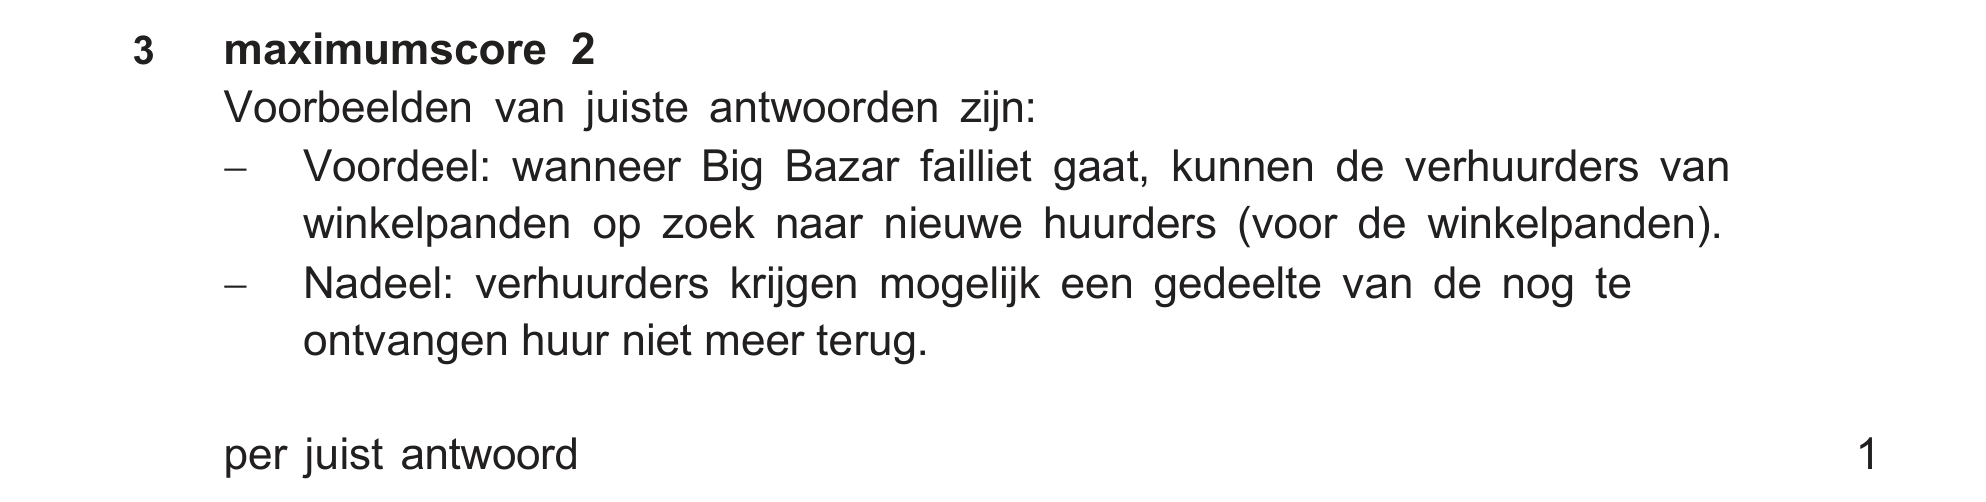 3 maximumscore 2
Voorbeelden van juiste antwoorden zijn:
− Voordeel: wanneer Big Bazar failliet gaat, kunnen de verhuurders van
winkelpanden op zoek naar nieuwe huurders (voor de winkelpanden).
− Nadeel: verhuurders krijgen mogelijk een gedeelte van de nog te
ontvangen huur niet meer terug.
per juist antwoord 1